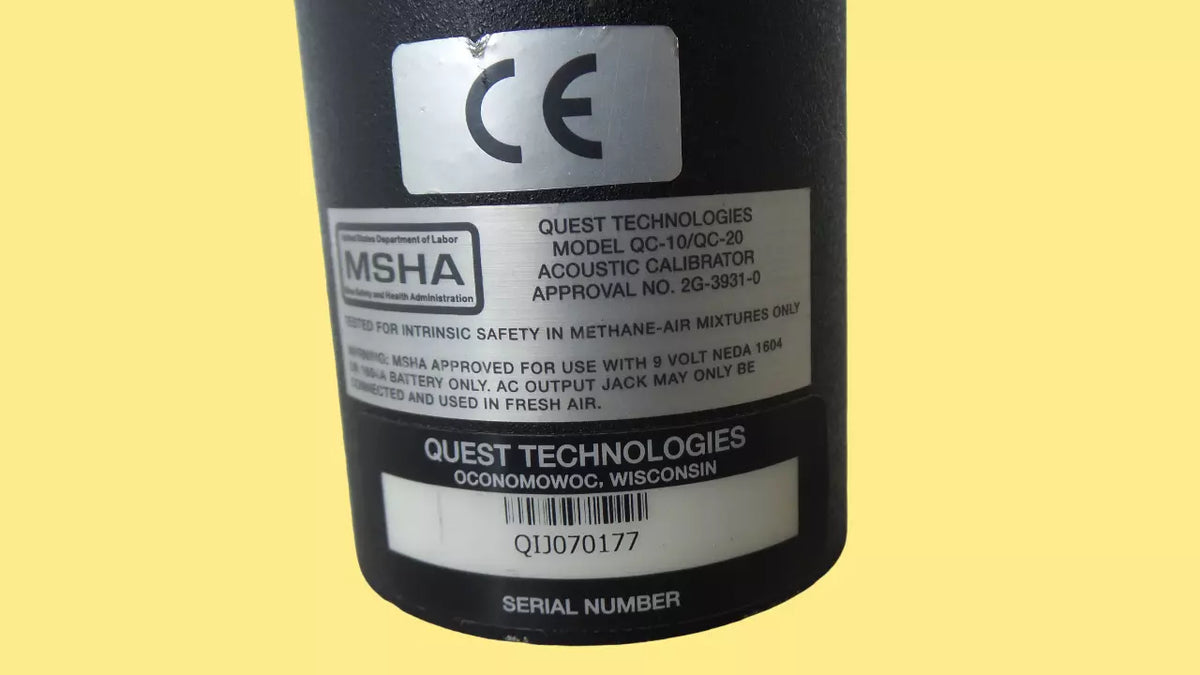 CE
United States Department of Labor
MSHA
Mine Safety and Health Administration
QUEST TECHNOLOGIES
MODEL QC-10/QC-20
ACOUSTIC CALIBRATOR
APPROVAL NO. 2G-3931-0
TESTED FOR INTRINSIC SAFETY IN METHANE-AIR MIXTURES ONLY
WARNING: MSHA APPROVED FOR USE WITH 9 VOLT NEDA 1604
OR 1604A BATTERY ONLY. AC OUTPUT JACK MAY ONLY BE
CONNECTED AND USED IN FRESH AIR.
QUEST TECHNOLOGIES
OCONOMOWOC, WISCONSIN
QIJ070177
SERIAL NUMBER